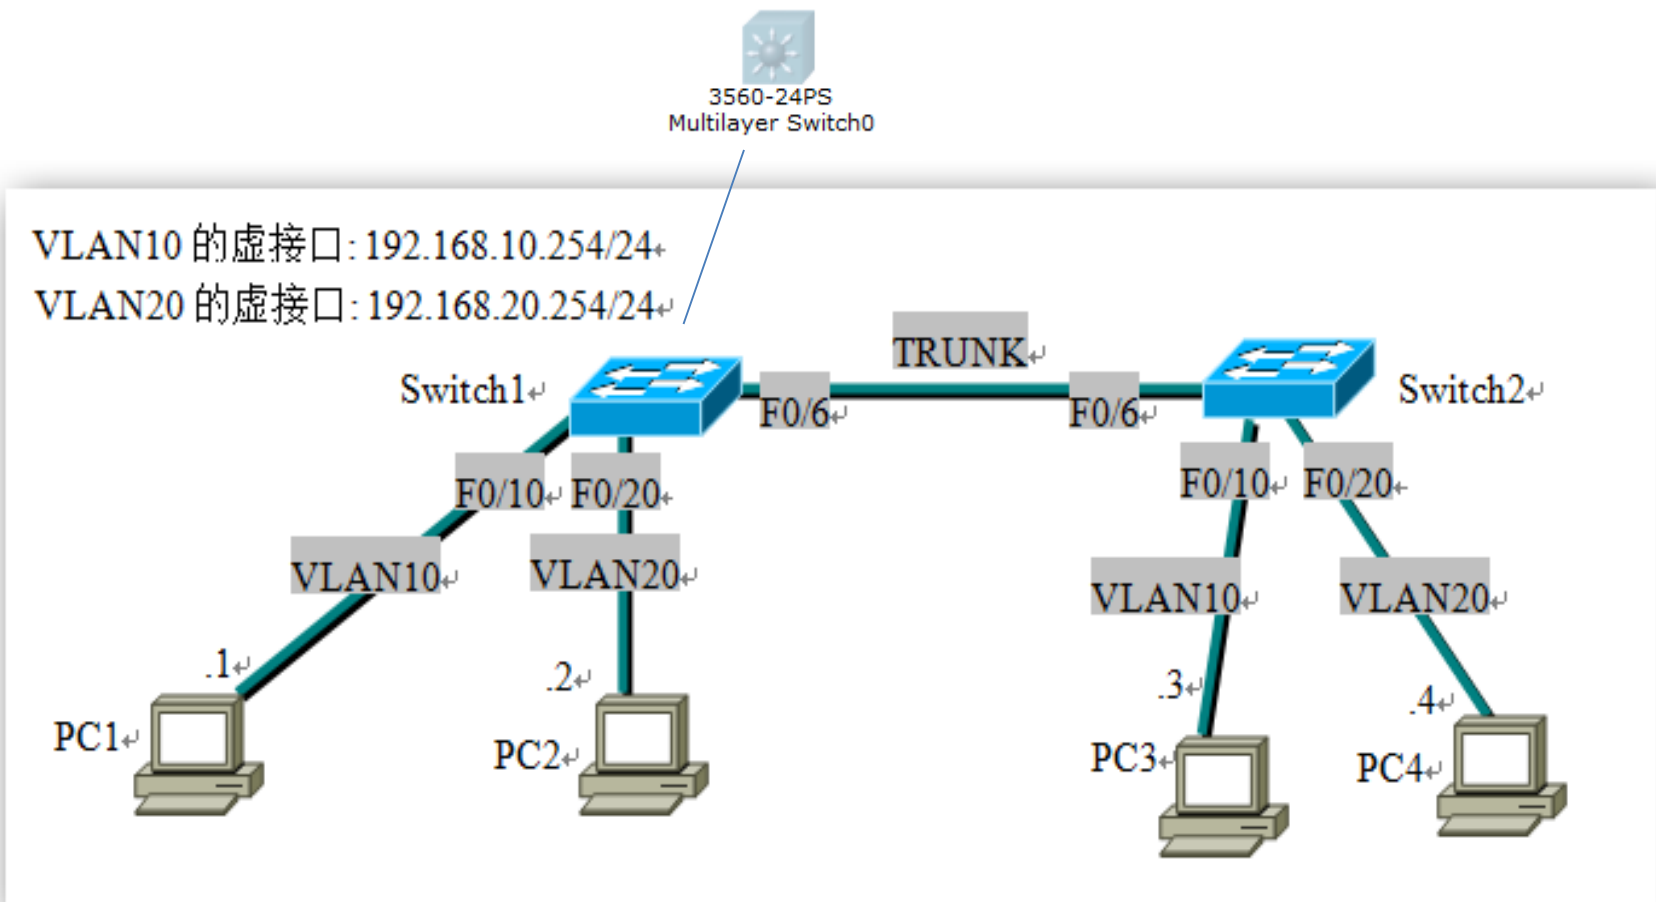 3560-24PS
Multilayer Switch0
VLAN10 的虚接口: 192.168.10.254/24
VLAN20 的虚接口: 192.168.20.254/24
TRUNK
Switch1
Switch2
F0/6
F0/6
F0/10
F0/20
F0/10
F0/20
VLAN10
VLAN20
VLAN10
VLAN20
.1
.2
.3
.4
PC1
PC2
PC3
PC4